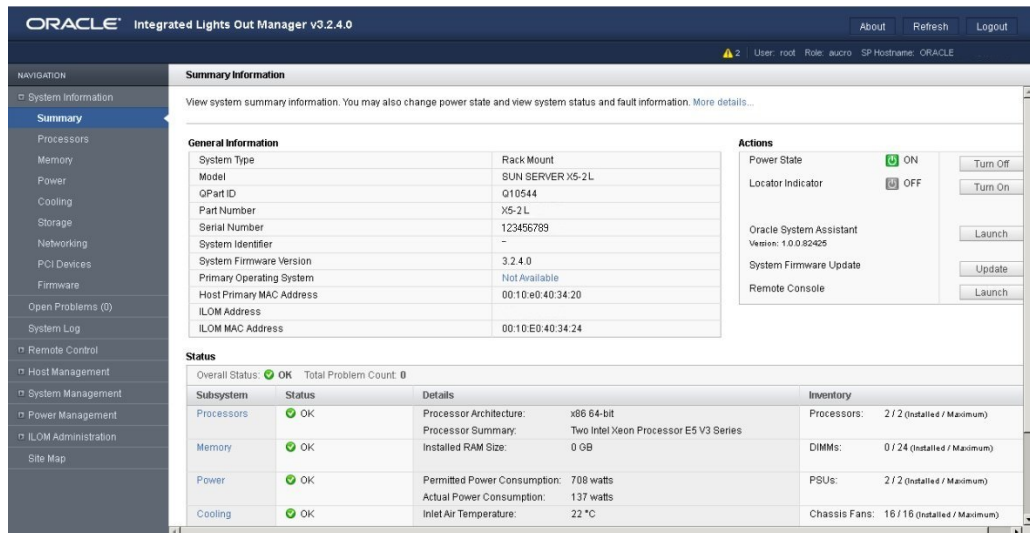 ORACLE® Integrated Lights Out Manager v3.2.4.0
About Refresh Logout
2 User: root Role: aucro SP Hostname: ORACLE
NAVIGATION
System Information
Summary
Processors
Memory
Power
Cooling
Storage
Networking
PCI Devices
Firmware
Open Problems (0)
System Log
Remote Control
Host Management
System Management
Power Management
ILOM Administration
Site Map
Summary Information
View system summary information. You may also change power state and view system status and fault information. More details...
General Information
System Type Rack Mount
Model SUN SERVER X5-2L
QPart ID Q10544
Part Number X5-2 L
Serial Number 123456789
System Identifier -
System Firmware Version 3.2.4.0
Primary Operating System Not Available
Host Primary MAC Address 00:10:e0:40:34:20
ILOM Address
ILOM MAC Address 00:10:E0:40:34:24
Actions
Power State ON Turn Off
Locator Indicator OFF Turn On
Oracle System Assistant Launch
Version: 1.0.0.82425
System Firmware Update Update
Remote Console Launch
Status
Overall Status: OK Total Problem Count: 0
Subsystem Status Details Inventory
Processors OK Processor Architecture: x86 64-bit Processors: 2 / 2 (Installed / Maximum)
Processor Summary: Two Intel Xeon Processor E5 V3 Series
Memory OK Installed RAM Size: 0 GB DIMMs: 0 / 24 (Installed / Maximum)
Power OK Permitted Power Consumption: 708 watts PSUs: 2 / 2 (Installed / Maximum)
Actual Power Consumption: 137 watts
Cooling OK Inlet Air Temperature: 22 °C Chassis Fans: 16 / 16 (Installed / Maximum)